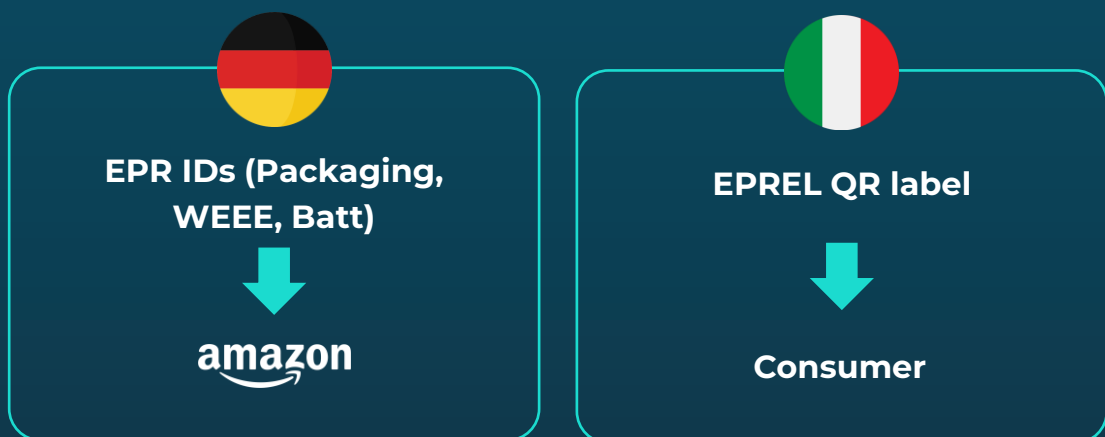 EPR IDs (Packaging,
WEEE, Batt)
amazon
EPREL QR label
Consumer